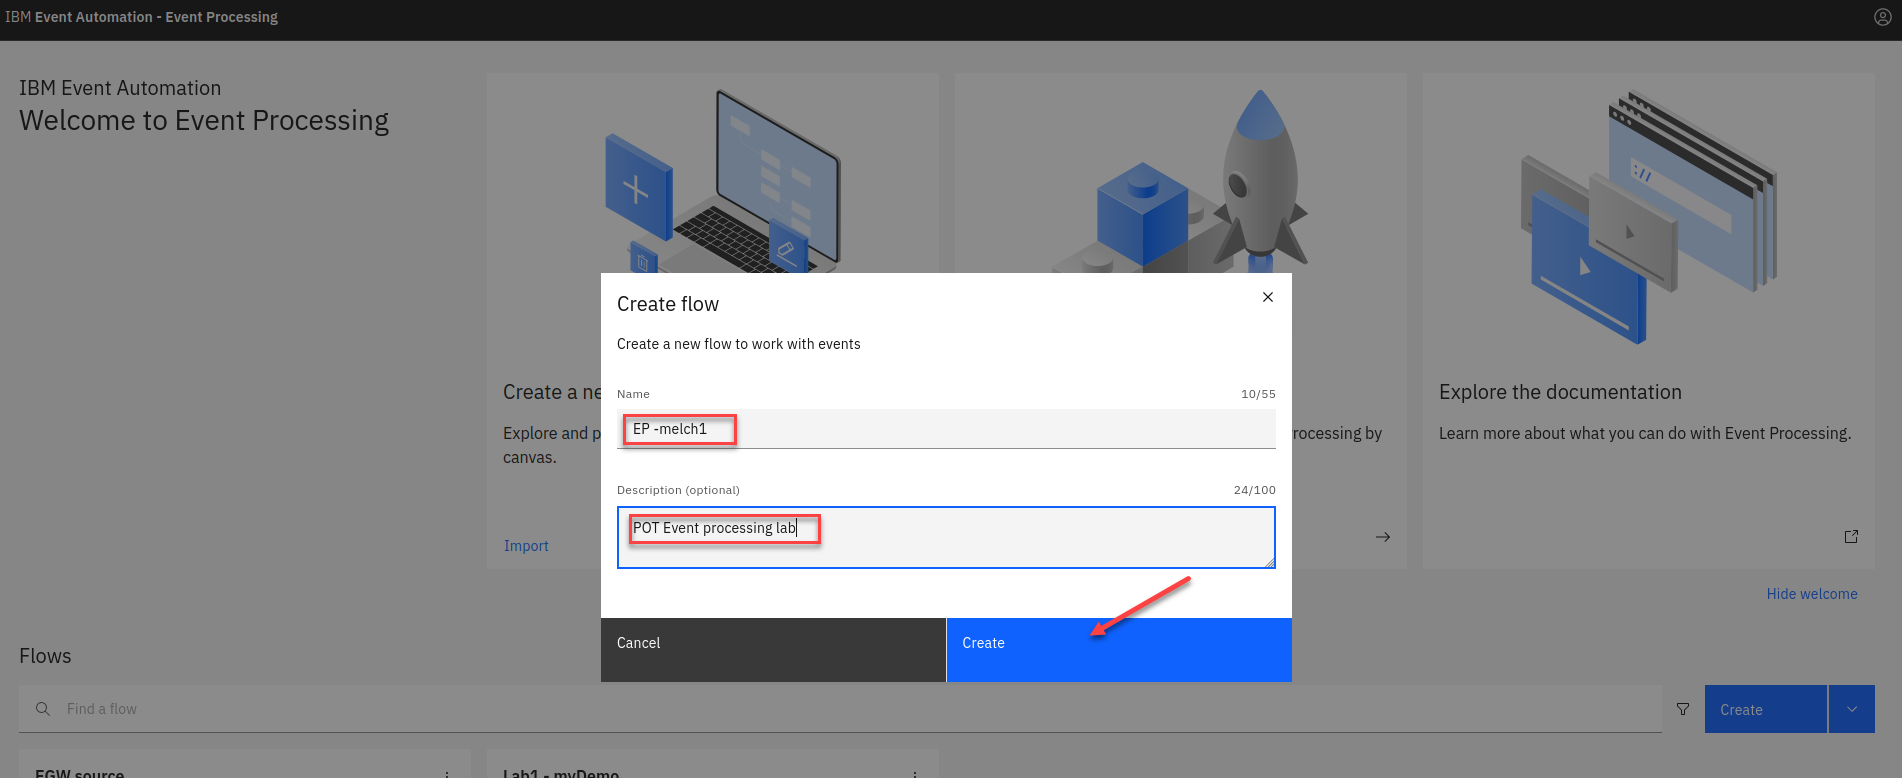 IBM Event Automation - Event Processing
IBM Event Automation
Welcome to Event Processing
Create a ne
Explore and p
canvas.
Import
rocessing by
Explore the documentation
Learn more about what you can do with Event Processing.
Hide welcome
Create flow
Create a new flow to work with events
Name 10/55
EP -melch1
Description (optional) 24/100
POT Event processing lab
Cancel Create
Flows
Find a flow
Create
EGW source Lab1 - myDemo